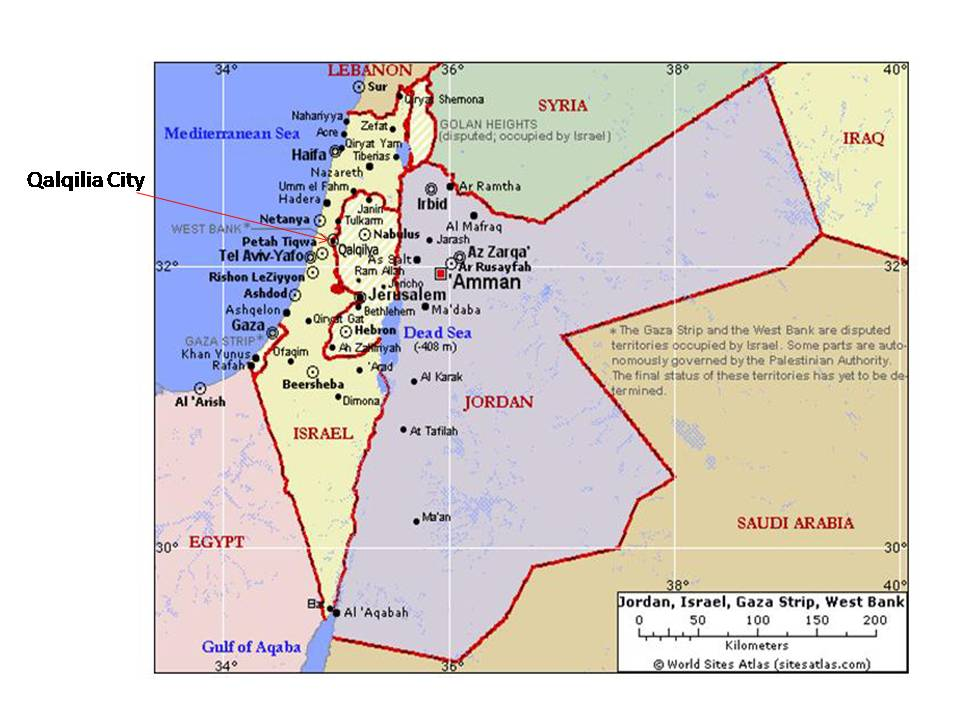 34°
36°
38°
40°
LEBANON
Sur
Qiryat Shemona
SYRIA
Nahariyya
Zefat
GOLAN HEIGHTS
(disputed; occupied by Israel)
Mediterranean Sea
Acre
IRAQ
Qiryat Yam
Haifa
Tiberias
Nazareth
Qalqilia City
Umm el Fahm
Ar Ramtha
Hadera
Irbid
Janin
Netanya
Tulkarm
Al Mafraq
WEST BANK*
Nabulus
Petah Tiqwa
Jarash
Qalqilya
Tel Aviv-Yafo
As Salt
Az Zarqa'
32°
Ar Rusayfah
32°
Rishon LeZiyyon
Ram Allah
Jericho
Amman
Ashdod
Jerusalem
Ashqelon
Bethlehem
Ma'daba
Qiryat Gat
Gaza
Hebron
Dead Sea
(-408 m)
* The Gaza Strip and the West Bank are disputed
territories occupied by Israel. Some parts are auto-
nomously governed by the Palestinian Authority.
The final status of these territories has yet to be de-
termined.
GAZA STRIP*
Khan Yunus
Ofaqim
Rafah
'Arad
Beersheba
Al Karak
Al 'Arish
Dimona
JORDAN
ISRAEL
At Tafilah
Ma'an
SAUDI ARABIA
EGYPT
30°
30°
38°
40°
Al 'Aqabah
Gulf of Aqaba
34°
36°
Jordan, Israel, Gaza Strip, West Bank
0 50 100 150 200
Kilometers
© World Sites Atlas (sitesatlas.com)